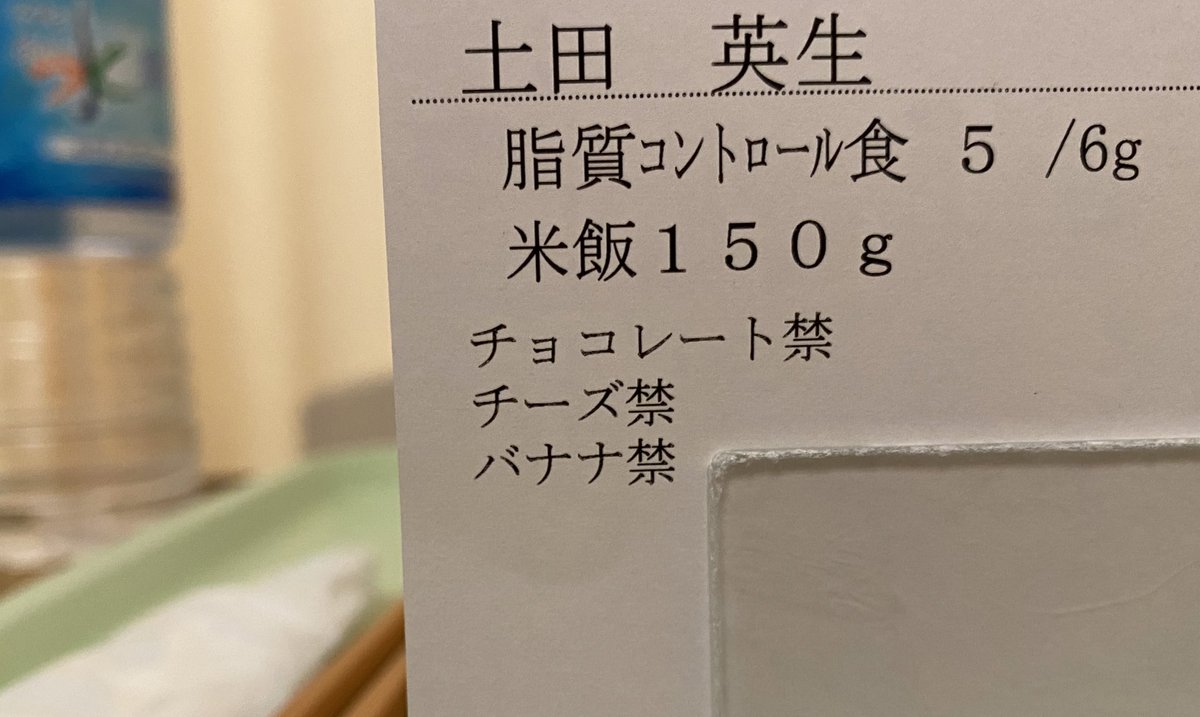 土田　英生
脂質ｺﾝﾄﾛｰﾙ食　５　/6g
米飯１５０ｇ
チョコレート禁
チーズ禁
バナナ禁